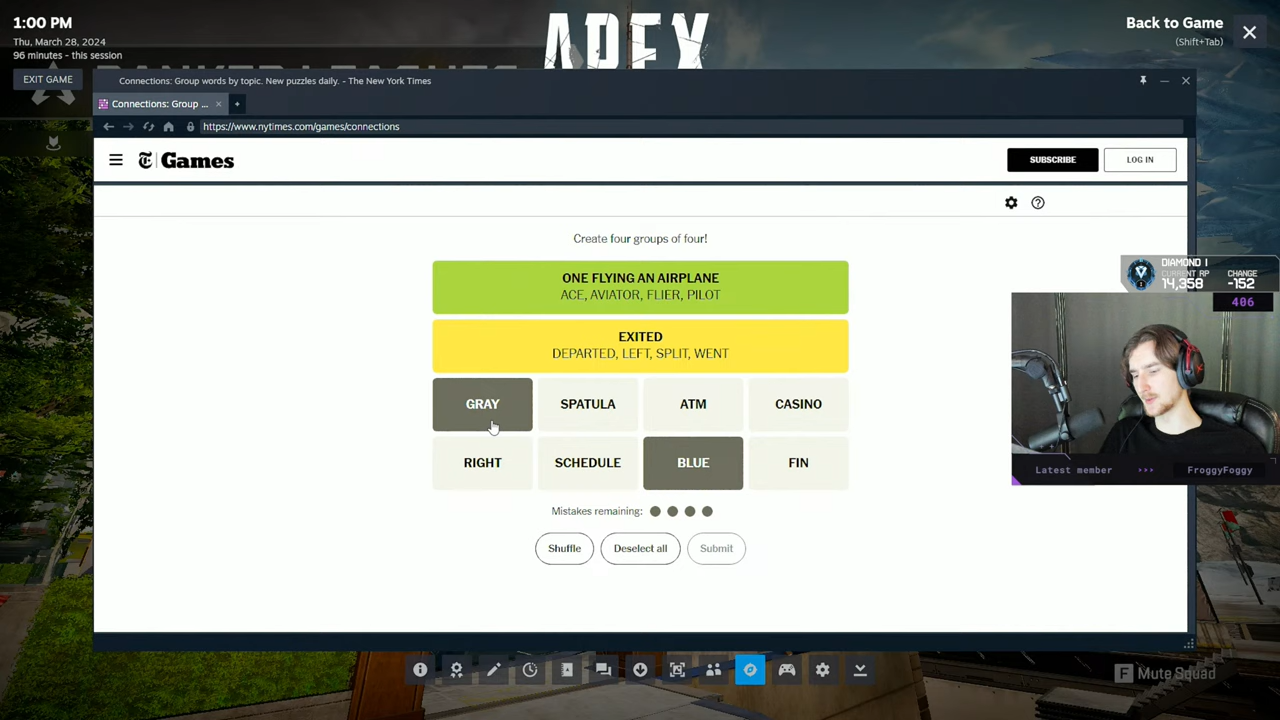 1:00 PM
Thu, March 28, 2024
96 minutes - this session
EXIT GAME
APEX
Back to Game
(Shift+Tab)
Connections: Group words by topic. New puzzles daily. - The New York Times
Connections: Group ...
https://www.nytimes.com/games/connections
Games
SUBSCRIBE
LOG IN
Create four groups of four!
ONE FLYING AN AIRPLANE
ACE, AVIATOR, FLIER, PILOT
EXITED
DEPARTED, LEFT, SPLIT, WENT
GRAY SPATULA ATM CASINO
RIGHT SCHEDULE BLUE FIN
Mistakes remaining:
Shuffle Deselect all Submit
DIAMOND I
CURRENT RP CHANGE
14,358 -152
406
Latest member >>> FroggyFoggy
F Mute Squad